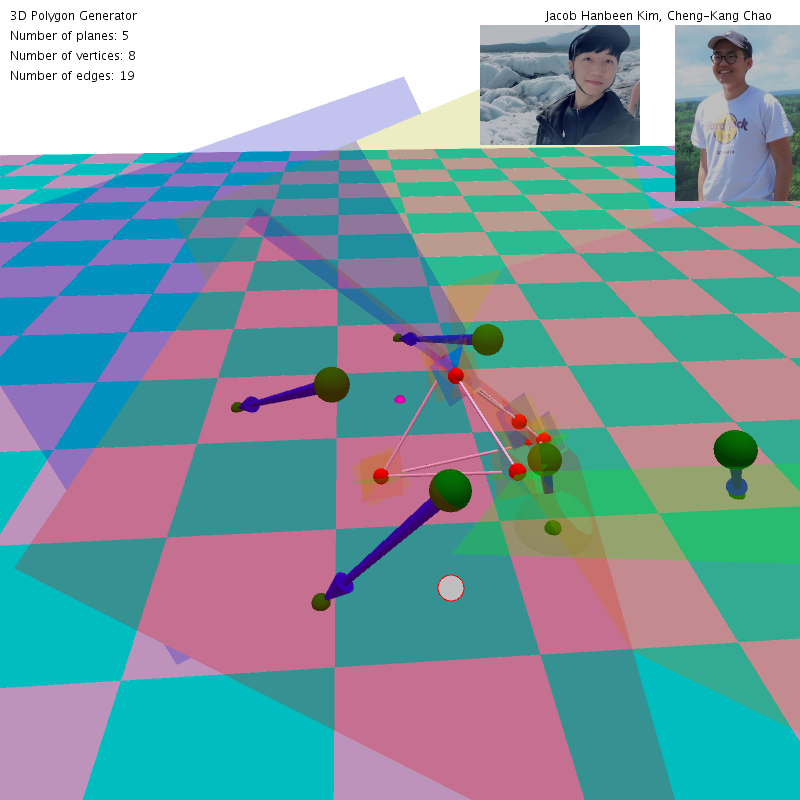 3D Polygon Generator
Jacob Hanbeen Kim, Cheng-Kang Chao
Number of planes: 5
Number of vertices: 8
Number of edges: 19